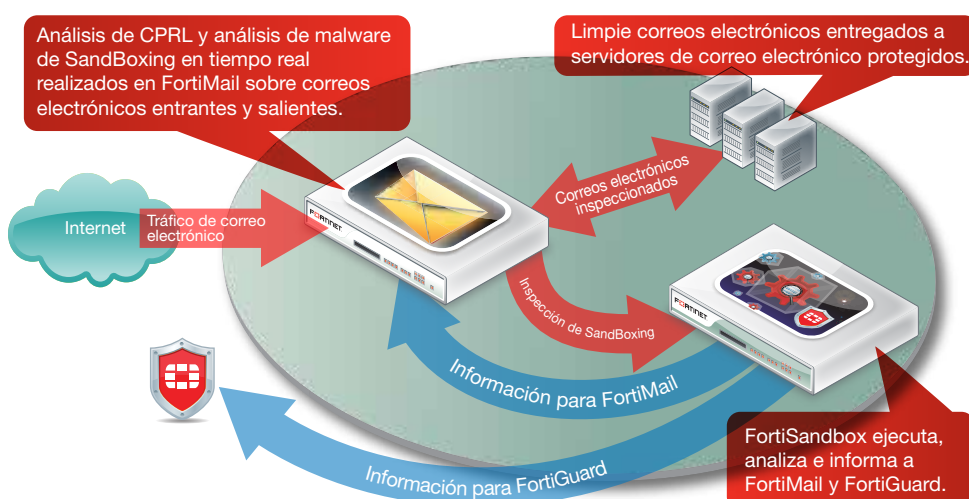 Análisis de CPRL y análisis de malware
de SandBoxing en tiempo real
realizados en FortiMail sobre correos
electrónicos entrantes y salientes.
Limpie correos electrónicos entregados a
servidores de correo electrónico protegidos.
Internet
Tráfico de correo
electrónico
FORTINET
Correos electrónicos
inspeccionados
Inspección de SandBoxing
FORTINET
Información para FortiMail
Información para FortiGuard
FortiSandbox ejecuta,
analiza e informa a
FortiMail y FortiGuard.